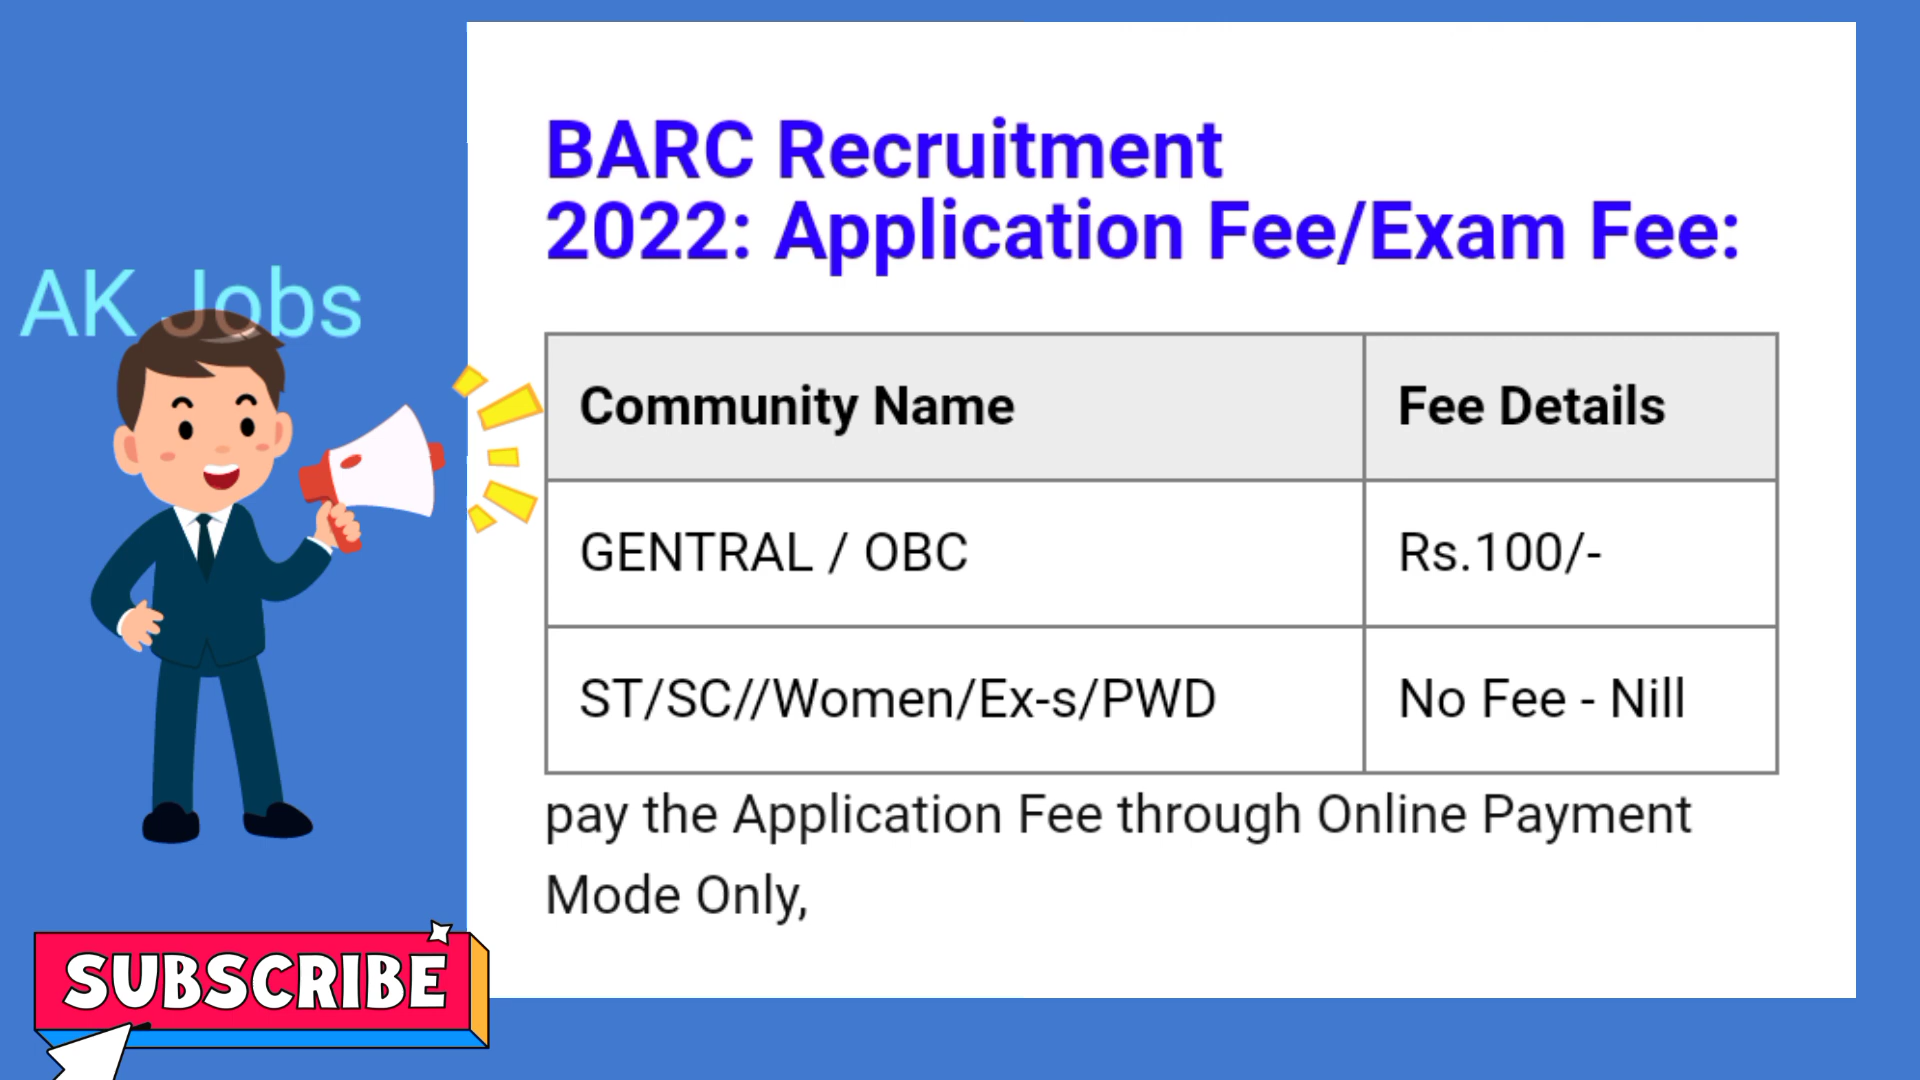 BARC Recruitment
2022: Application Fee/Exam Fee:
AK Jobs
Community Name Fee Details
GENTRAL / OBC Rs.100/-
ST/SC//Women/Ex-s/PWD No Fee - Nill
pay the Application Fee through Online Payment
Mode Only,
SUBSCRIBE